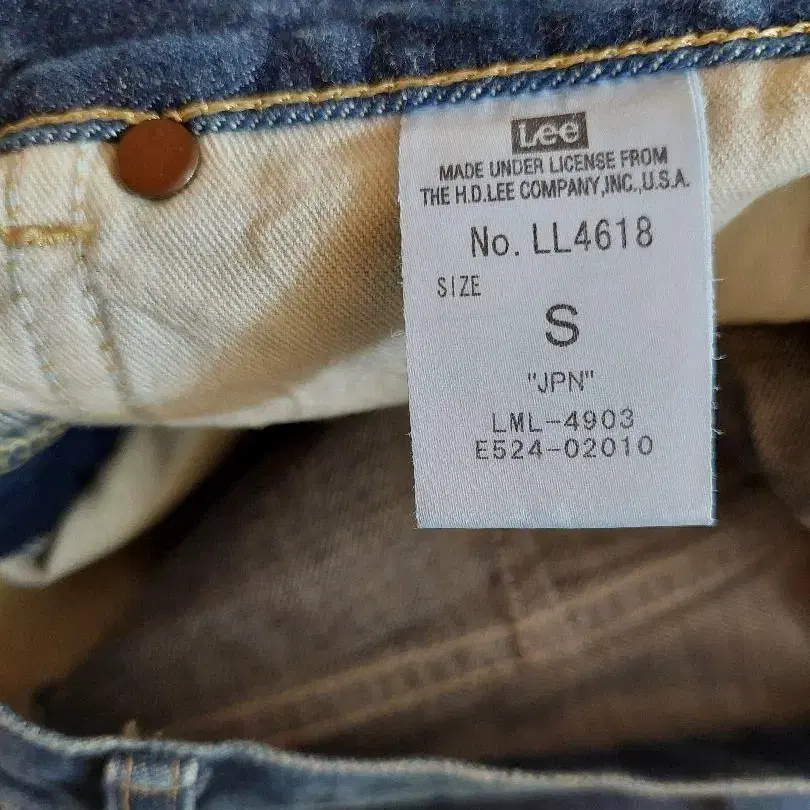 Lee
MADE UNDER LICENSE FROM
THE H.D.LEE COMPANY,INC.,U.S.A.
No. LL4618
SIZE
S
"JPN"
LML-4903
E524-02010